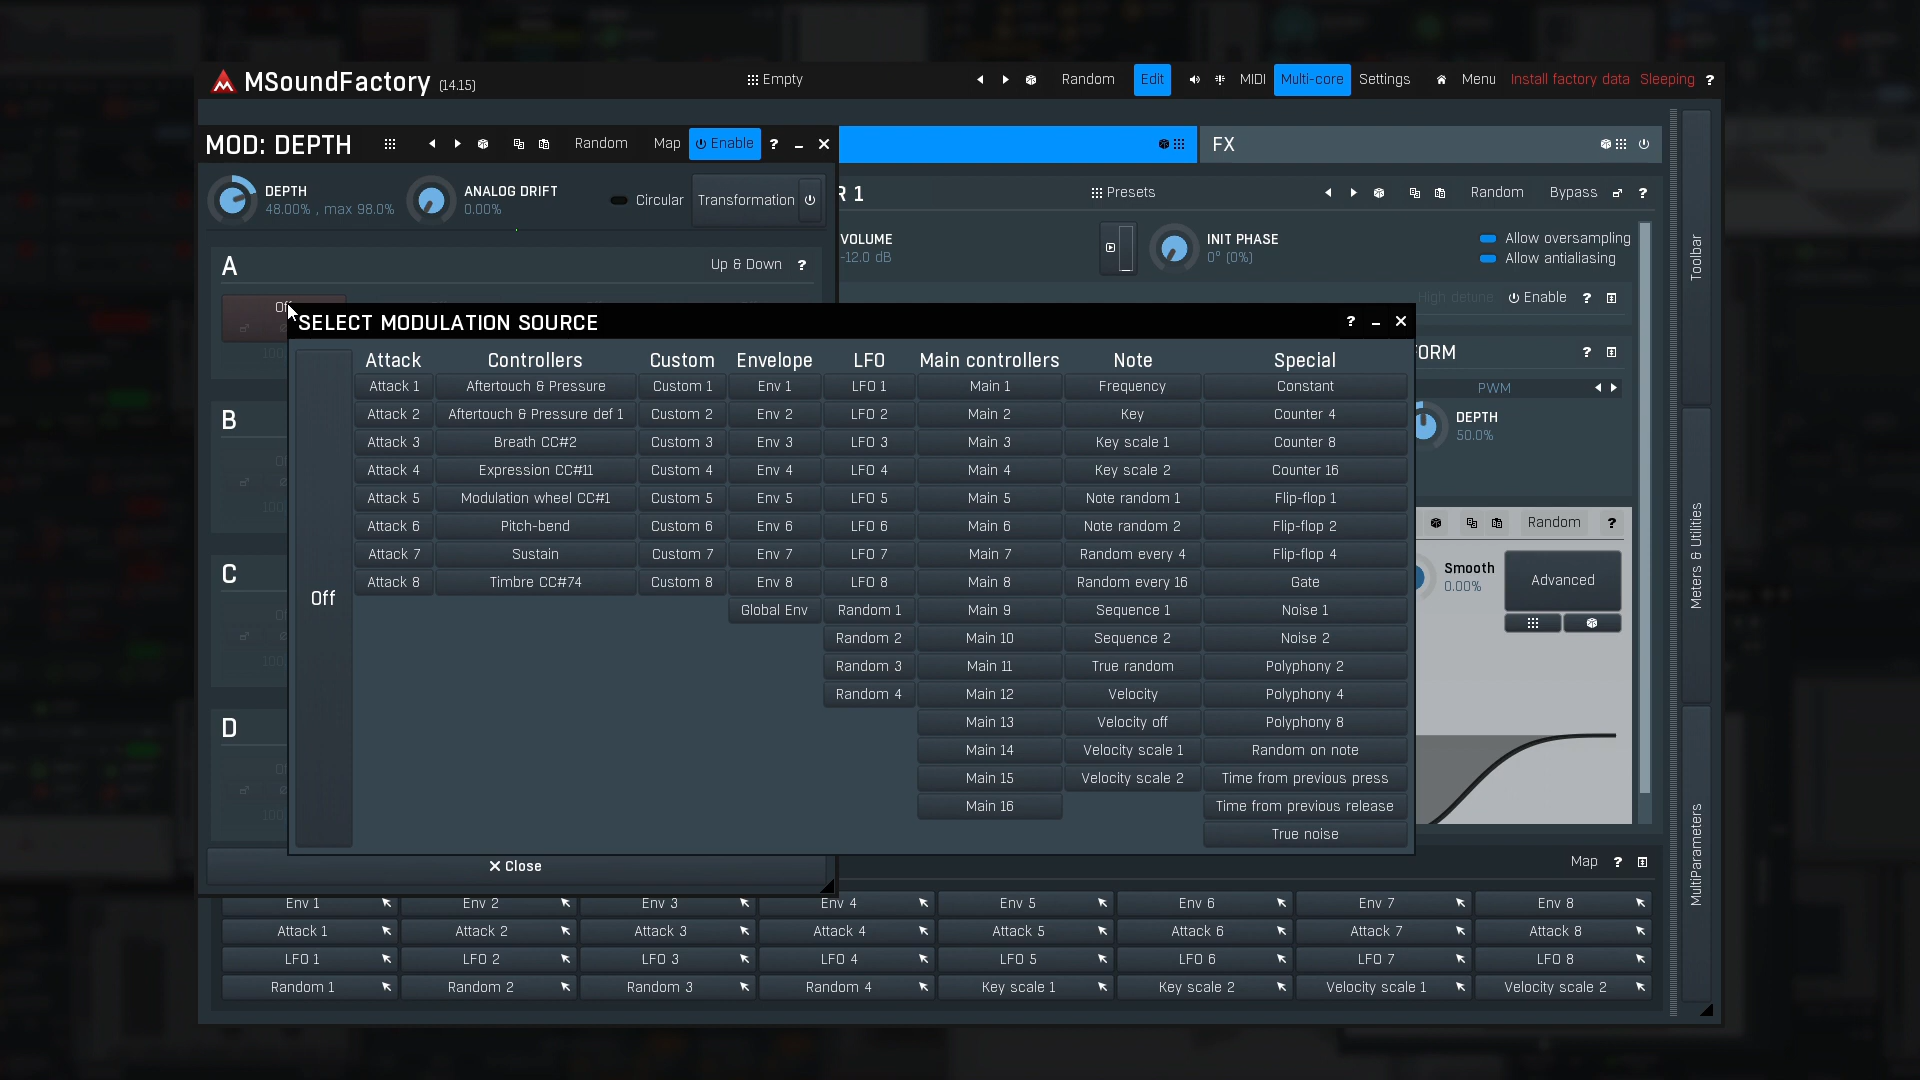 MSoundFactory (14.15)
Empty
Random
Edit
MIDI
Multi-core
Settings
Menu
Install factory data
Sleeping
?
MOD: DEPTH
Random
Map
Enable
?
FX
DEPTH
48.00% , max 98.0%
ANALOG DRIFT
0.00%
Circular
Transformation
R 1
Presets
Random
Bypass
?
VOLUME
-12.0 dB
INIT PHASE
0° (0%)
Allow oversampling
Allow antialiasing
A
Up & Down
?
High detune
Enable
?
SELECT MODULATION SOURCE
?
Off
Attack
Controllers
Custom
Envelope
LFO
Main controllers
Note
Special
Attack 1
Aftertouch & Pressure
Custom 1
Env 1
LFO 1
Main 1
Frequency
Constant
Attack 2
Aftertouch & Pressure def 1
Custom 2
Env 2
LFO 2
Main 2
Key
Counter 4
Attack 3
Breath CC#2
Custom 3
Env 3
LFO 3
Main 3
Key scale 1
Counter 8
Attack 4
Expression CC#11
Custom 4
Env 4
LFO 4
Main 4
Key scale 2
Counter 16
Attack 5
Modulation wheel CC#1
Custom 5
Env 5
LFO 5
Main 5
Note random 1
Flip-flop 1
Attack 6
Pitch-bend
Custom 6
Env 6
LFO 6
Main 6
Note random 2
Flip-flop 2
Attack 7
Sustain
Custom 7
Env 7
LFO 7
Main 7
Random every 4
Flip-flop 4
Attack 8
Timbre CC#74
Custom 8
Env 8
LFO 8
Main 8
Random every 16
Gate
Global Env
Random 1
Main 9
Sequence 1
Noise 1
Random 2
Main 10
Sequence 2
Noise 2
Random 3
Main 11
True random
Polyphony 2
Random 4
Main 12
Velocity
Polyphony 4
Main 13
Velocity off
Polyphony 8
Main 14
Velocity scale 1
Random on note
Main 15
Velocity scale 2
Time from previous press
Main 16
Time from previous release
True noise
B
C
D
FORM
?
PWM
DEPTH
50.0%
Random
?
Smooth
0.00%
Advanced
Toolbar
Meters & Utilities
MultiParameters
Close
Map
?
Env 1
Env 2
Env 3
Env 4
Env 5
Env 6
Env 7
Env 8
Attack 1
Attack 2
Attack 3
Attack 4
Attack 5
Attack 6
Attack 7
Attack 8
LFO 1
LFO 2
LFO 3
LFO 4
LFO 5
LFO 6
LFO 7
LFO 8
Random 1
Random 2
Random 3
Random 4
Key scale 1
Key scale 2
Velocity scale 1
Velocity scale 2